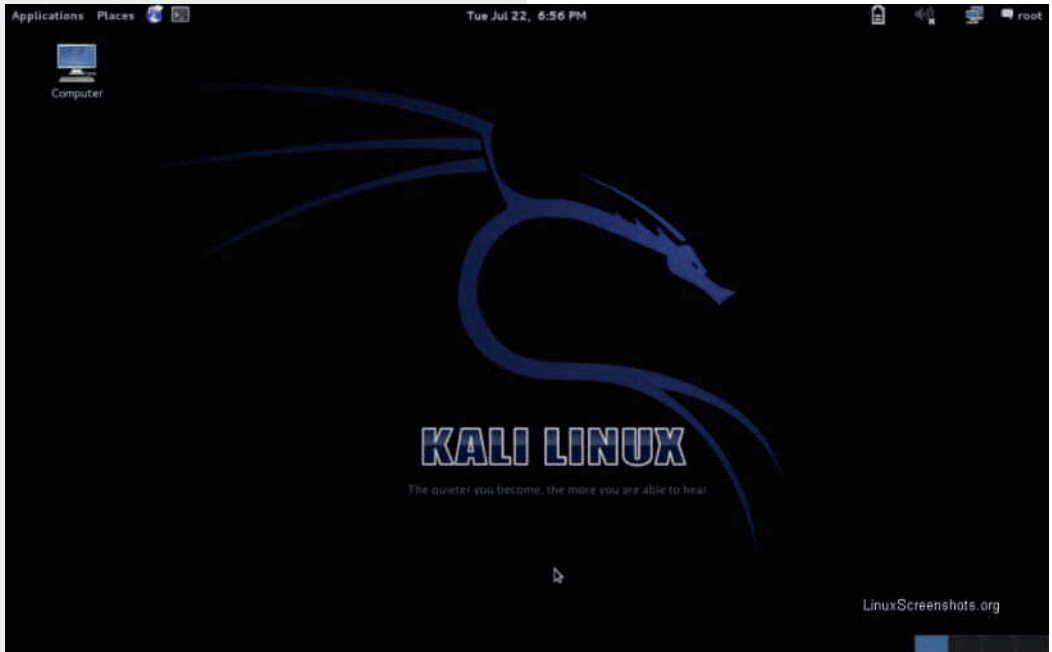 Applications Places Tue Jul 22, 6:56 PM root
Computer
KALI LINUX
The quieter you become, the more you are able to hear
LinuxScreenshots.org